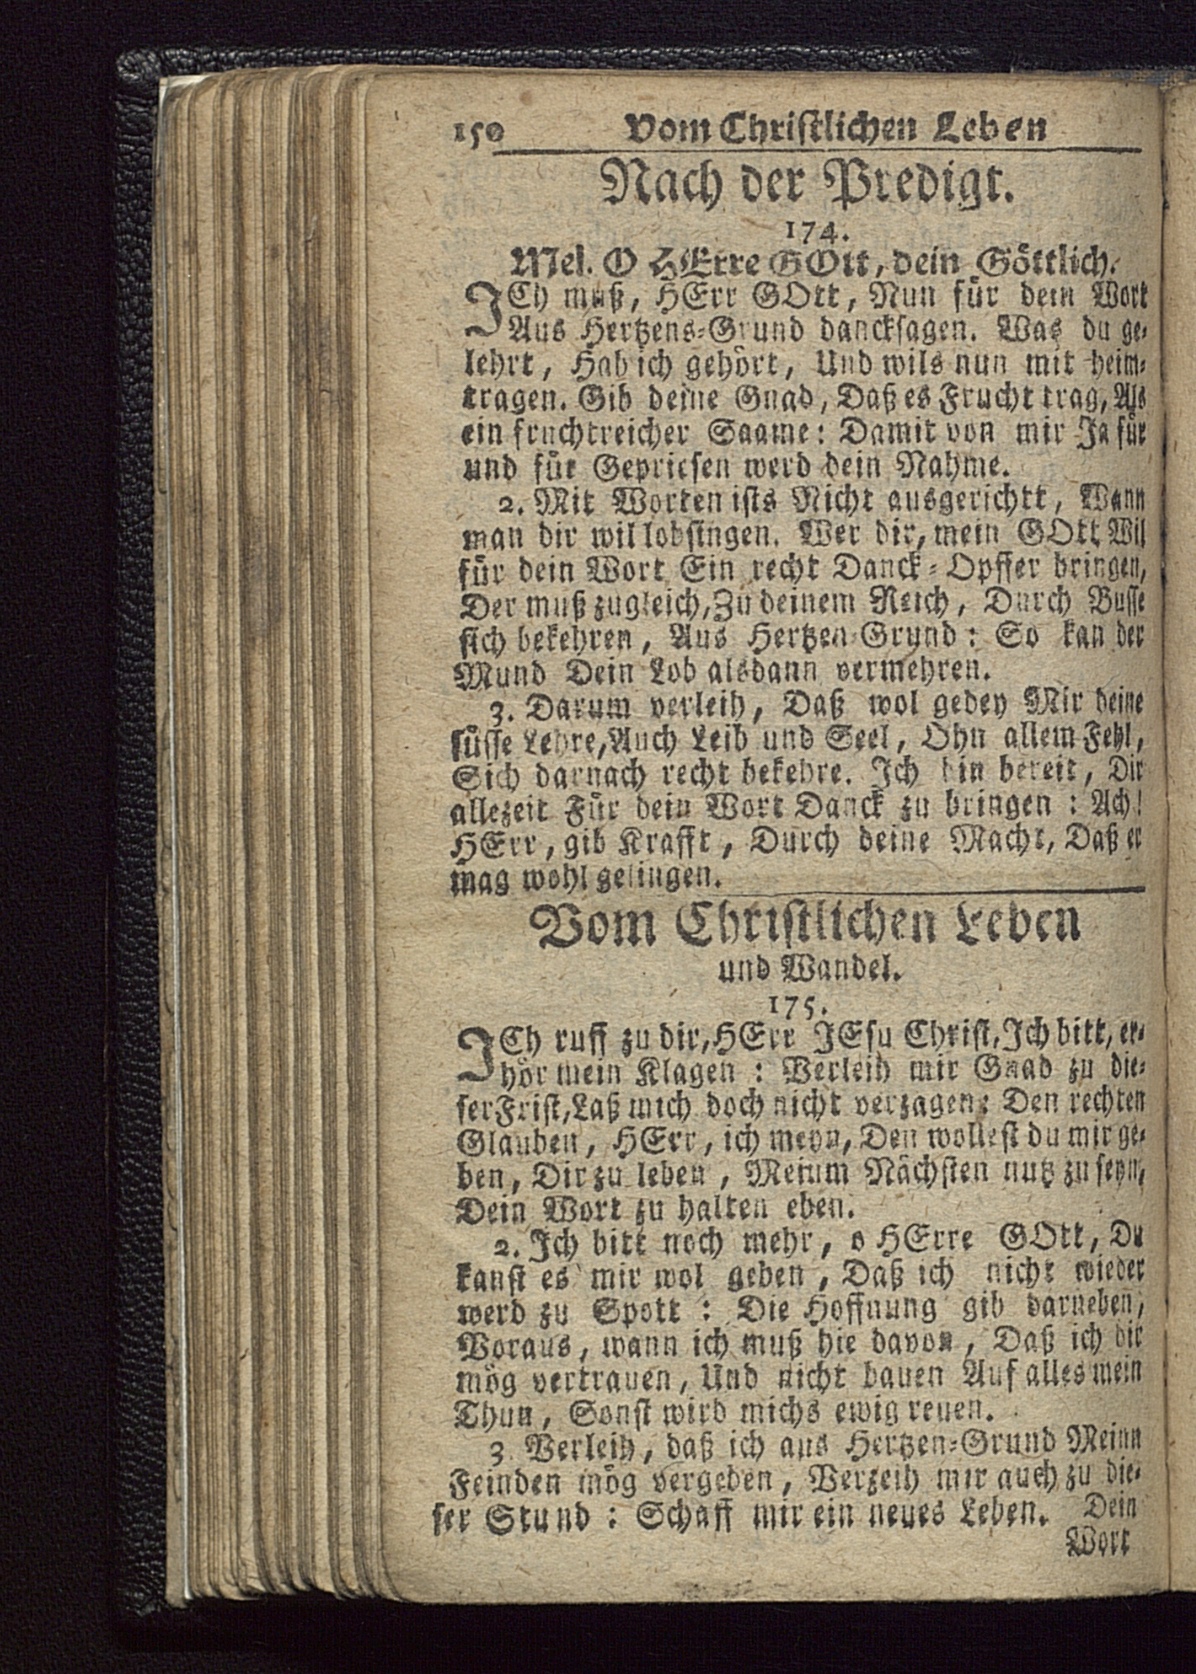 150 Vom Christlichen Leben
Nach der Predigt.
174.
Mel. O HErre GOtt, dein Göttlich.
ICh muß, HErr GOtt, Nun für dein Wort
Aus Hertzens-Grund dancksagen. Was du ge-
lehrt, Hab ich gehört, Und wils nun mit heim-
tragen. Gib deine Gnad, Daß es Frucht trag, Als
ein fruchtreicher Saame: Damit von mir Ja für
und für Gepriesen werd dein Nahme.
2. Mit Worten ists Nicht ausgerichtt, Wann
man dir will lobsingen. Wer dir, mein GOtt Wil
für dein Wort Ein recht Danck-Opffer bringen,
Der muß zugleich, Zu deinem Reich, Durch Busse
sich bekehren, Aus Hertzen-Grund: So kan der
Mund Dein Lob alsdann vermehren.
3. Darum verleih, Daß wol gedey Mir deine
süsse Lehre, Auch Leib und Seel, Ohn allem Fehl,
Sich darnach recht bekehre. Ich bin bereit, Dir
allezeit Für dein Wort Danck zu bringen: Ach!
HErr, gib Krafft, Durch deine Macht, Daß er
mag wohl gelingen.
Vom Christlichen Leben
und Wandel.
175.
ICh ruff zu dir, HErr JEsu Christ, Ich bitt, er-
hör mein Klagen: Verleih mir Gnad zu die-
ser Frist, Laß mich doch nicht verzagen: Den rechten
Glauben, HErr, ich meyn, Den wollest du mir ge-
ben, Dir zu leben, Meinm Nächsten nutz zu seyn,
Dein Wort zu halten eben.
2. Ich bitt noch mehr, o HErre GOtt, Du
kanst es mir wol geben, Daß ich nicht wieder
werd zu Spott: Die Hoffnung gib darneben,
Voraus, wann ich muß hie davon, Daß ich dir
mög vertrauen, Und nicht bauen Auf alles mein
Thun, Sonst wird michs ewig reuen.
3 Verleih, daß ich aus Hertzen-Grund Meinn
Feinden mög vergeben, Verzeih mir auch zu die-
ser Stund: Schaff mir ein neues Leben. Dein
Wort